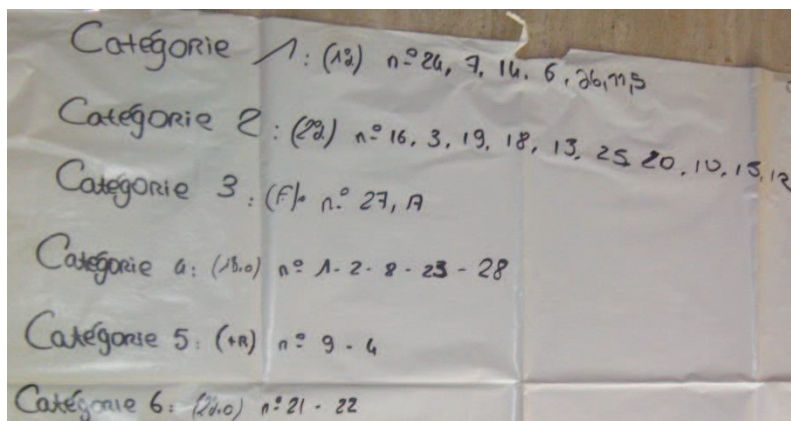 Catégorie 1: (1%) n° 24, 7, 14, 6, 26, 11, 5
Catégorie 2: (2%) n° 16, 3, 19, 18, 13, 25, 20, 10, 15, 12
Catégorie 3: (F) n° 27, 17
Catégorie 4: n° 1 - 2 - 8 - 23 - 28
Catégorie 5: (+R) n° 9 - 4
Catégorie 6: n° 21 - 22